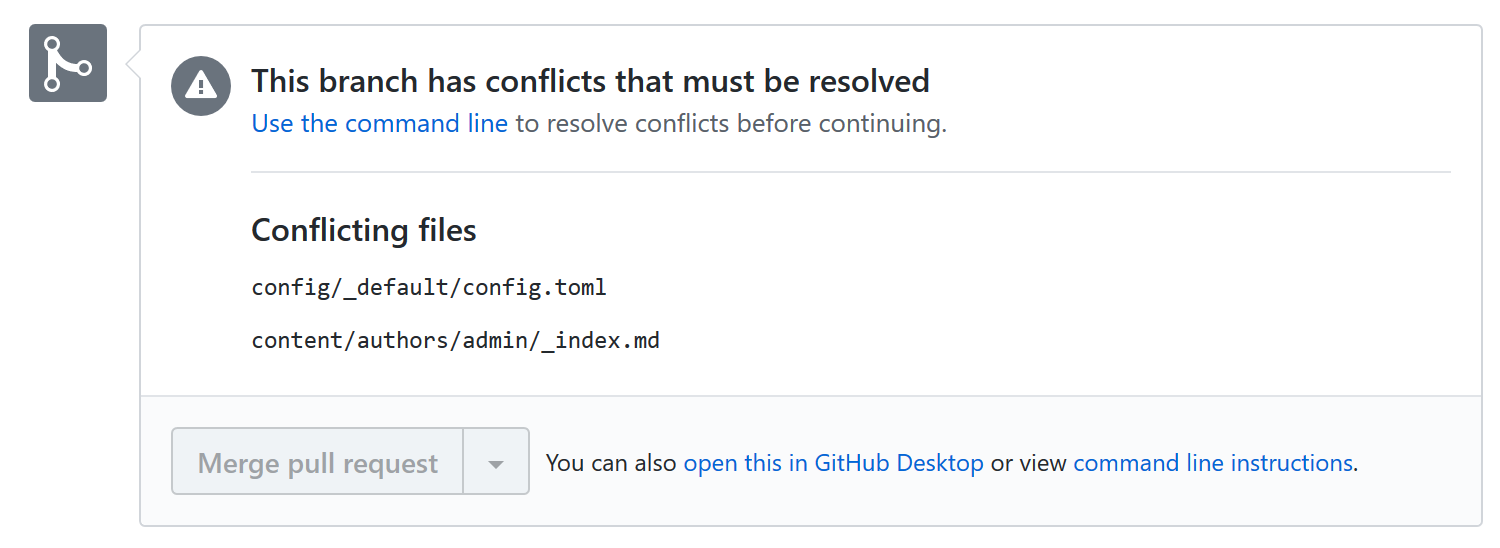 This branch has conflicts that must be resolved
Use the command line to resolve conflicts before continuing.
Conflicting files
config/_default/config.toml
content/authors/admin/_index.md
Merge pull request
You can also open this in GitHub Desktop or view command line instructions.